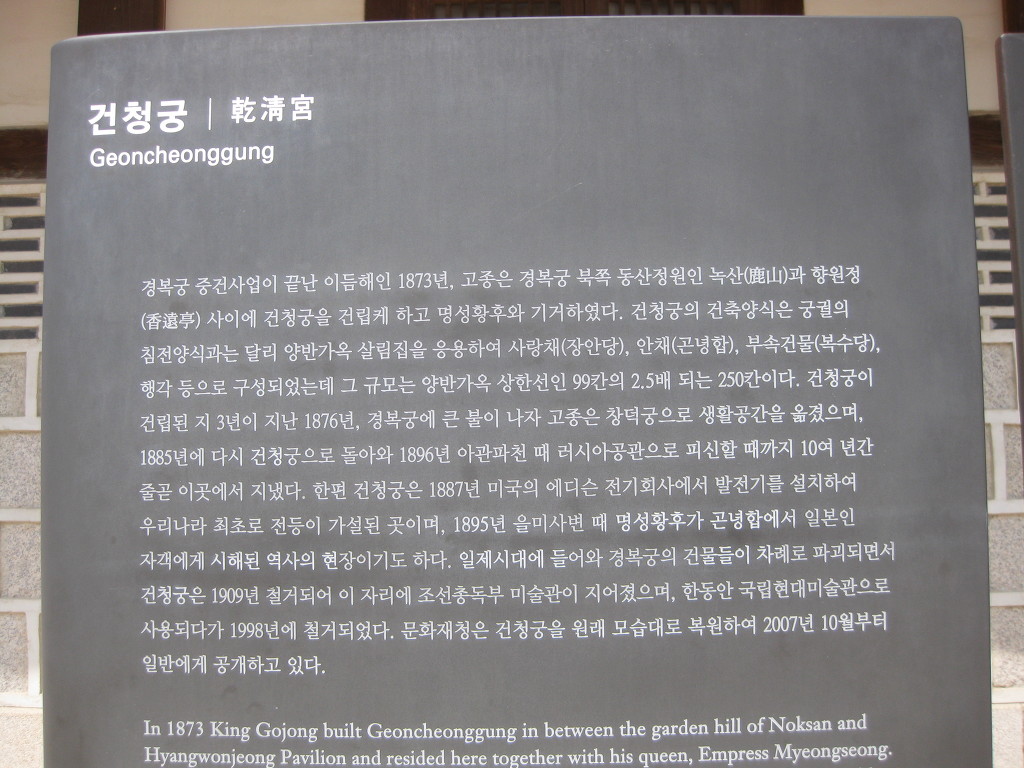 건청궁 | 乾淸宮
Geoncheonggung
경복궁 중건사업이 끝난 이듬해인 1873년, 고종은 경복궁 북쪽 동산정원인 녹산(鹿山)과 향원정
(香遠亭) 사이에 건청궁을 건립케 하고 명성황후와 기거하였다. 건청궁의 건축양식은 궁궐의
침전양식과는 달리 양반가옥 살림집을 응용하여 사랑채(장안당), 안채(곤녕합), 부속건물(복수당),
행각 등으로 구성되었는데 그 규모는 양반가옥 상한선인 99칸의 2.5배 되는 250칸이다. 건청궁이
건립된 지 3년이 지난 1876년, 경복궁에 큰 불이 나자 고종은 창덕궁으로 생활공간을 옮겼으며,
1885년에 다시 건청궁으로 돌아와 1896년 아관파천 때 러시아공관으로 피신할 때까지 10여 년간
줄곧 이곳에서 지냈다. 한편 건청궁은 1887년 미국의 에디슨 전기회사에서 발전기를 설치하여
우리나라 최초로 전등이 가설된 곳이며, 1895년 을미사변 때 명성황후가 곤녕합에서 일본인
자객에게 시해된 역사의 현장이기도 하다. 일제시대에 들어와 경복궁의 건물들이 차례로 파괴되면서
건청궁은 1909년 철거되어 이 자리에 조선총독부 미술관이 지어졌으며, 한동안 국립현대미술관으로
사용되다가 1998년에 철거되었다. 문화재청은 건청궁을 원래 모습대로 복원하여 2007년 10월부터
일반에게 공개하고 있다.
In 1873 King Gojong built Geoncheonggung in between the garden hill of Noksan and
Hyangwonjeong Pavilion and resided here together with his queen, Empress Myeongseong.